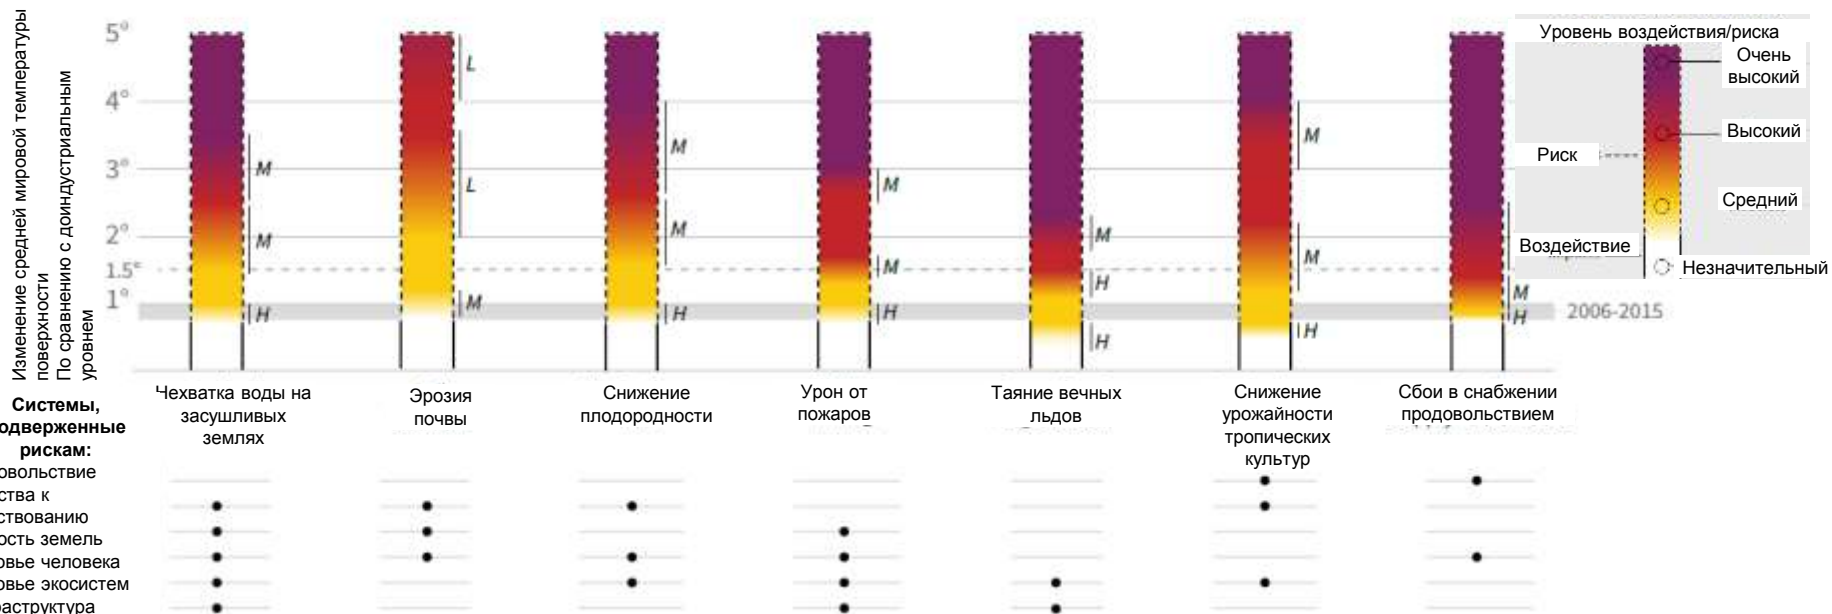 Изменение средней мировой температуры
поверхности
По сравнению с доиндустриальным
уровнем
5°
4°
3°
2°
1.5°
1°
M
M
H
L
L
M
M
M
H
M
M
H
M
H
H
M
M
H
M
H
2006-2015
Уровень воздействия/риска
Очень
высокий
Высокий
Риск
Средний
Воздействие
Незначительный
Чехватка воды на
засушливых
землях
Эрозия
почвы
Снижение
плодородности
Урон от
пожаров
Таяние вечных
льдов
Снижение
урожайности
тропических
культур
Сбои в снабжении
продовольствием
Системы,
одверженные
рискам:
овольствие
ства к
ствованию
ость земель
овье человека
овье экосистем
раструктура